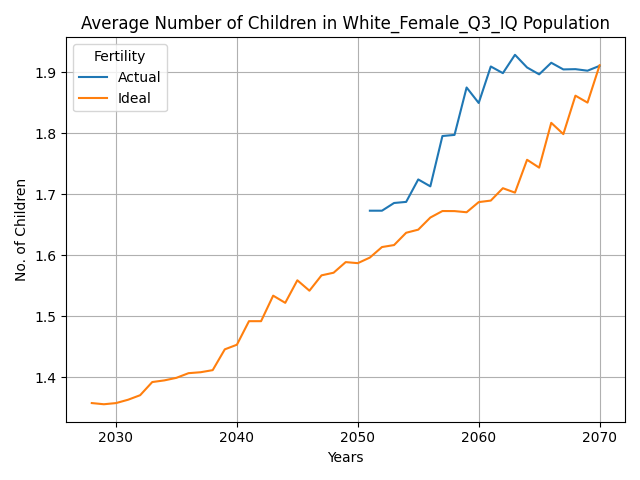 Average Number of Children in White_Female_Q3_IQ Population
Fertility
Actual
Ideal
No. of Children
1.9
1.8
1.7
1.6
1.5
1.4
2030 2040 2050 2060 2070
Years